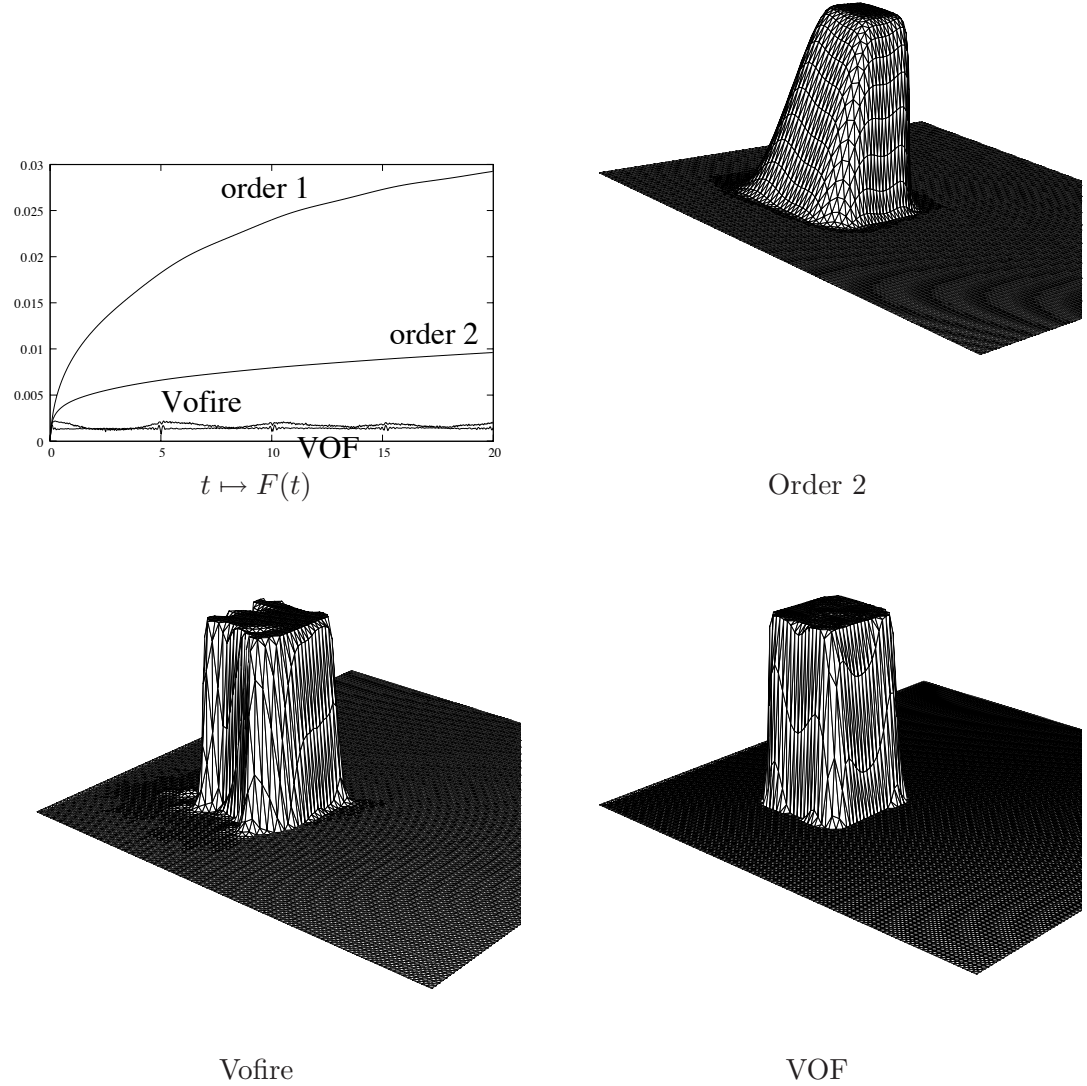 0.03
order 1
0.025
0.02
0.015
order 2
0.01
0.005
Vofire
0
VOF
0 5 10 15 20
t ↦ F(t)
Order 2
Vofire
VOF